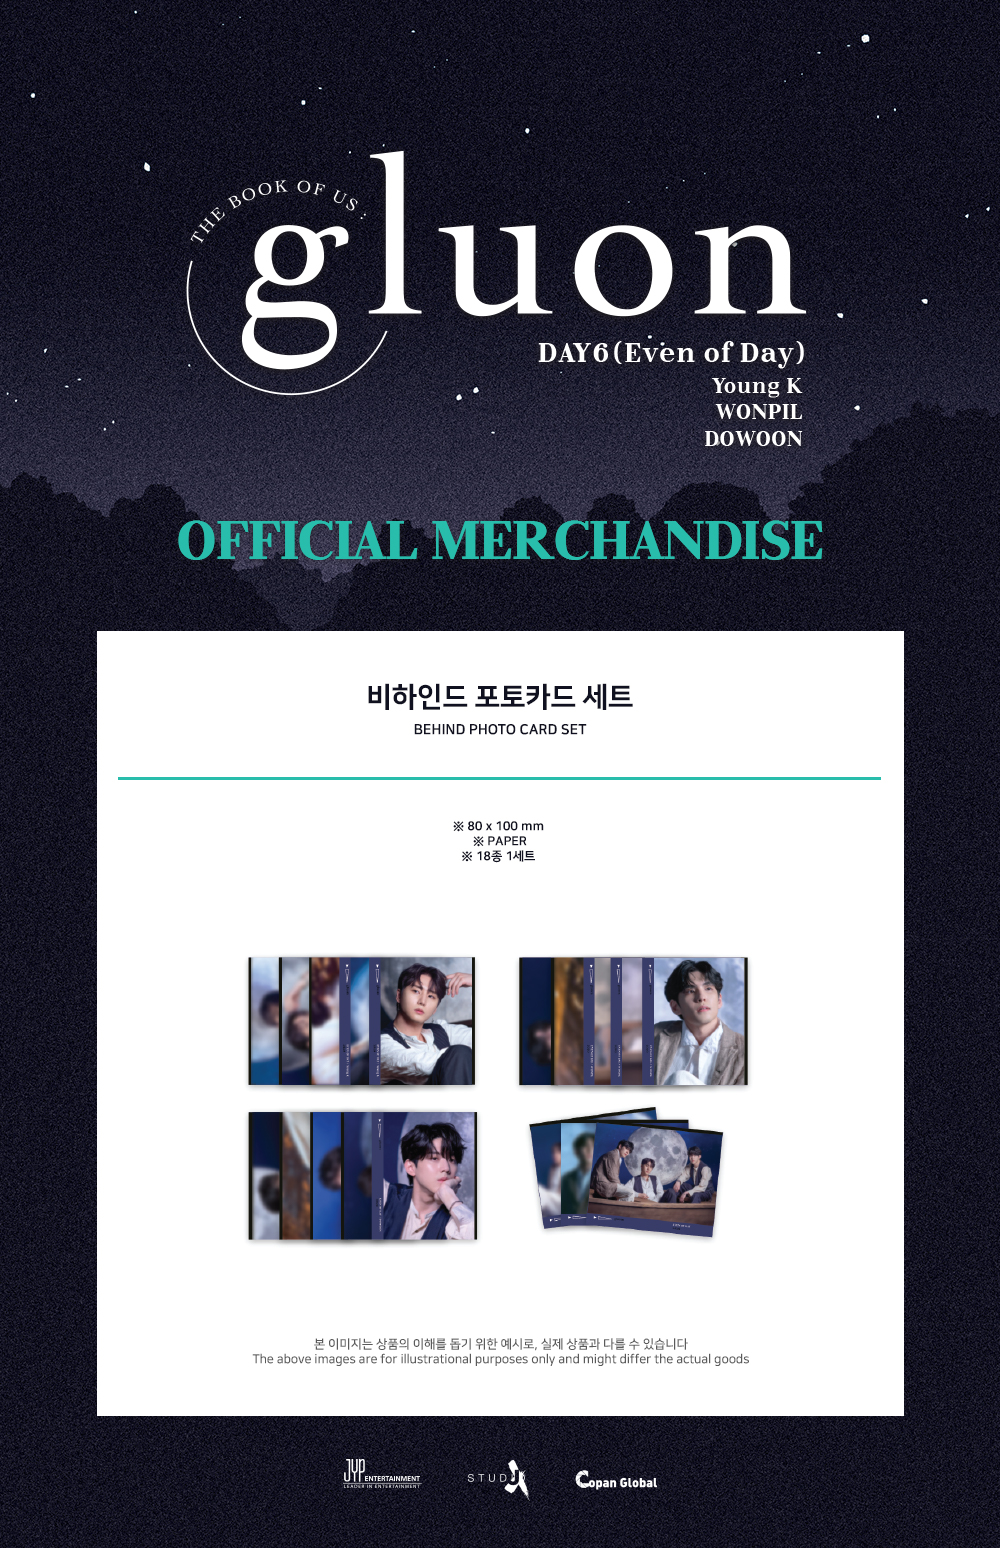 THE BOOK OF US :
gluon
DAY6(Even of Day)
Young K
WONPIL
DOWOON
OFFICIAL MERCHANDISE
비하인드 포토카드 세트
BEHIND PHOTO CARD SET
※ 80 x 100 mm
※ PAPER
※ 18종 1세트
본 이미지는 상품의 이해를 돕기 위한 예시로, 실제 상품과 다를 수 있습니다
The above images are for illustrational purposes only and might differ the actual goods
JYP ENTERTAINMENT
LEADER IN ENTERTAINMENT
STUD
Copan Global